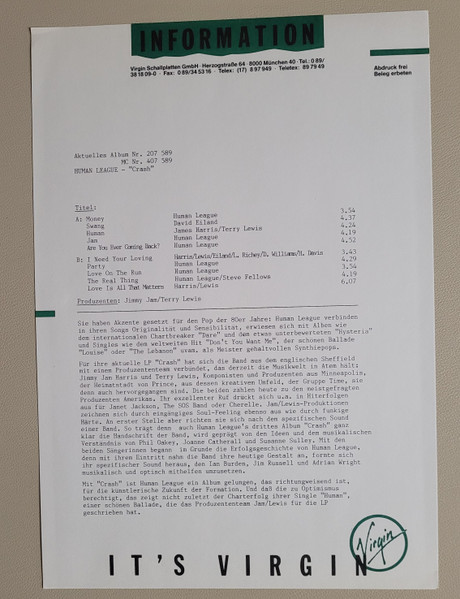 INFORMATION
Virgin Schallplatten GmbH · Herzogstraße 64 · 8000 München 40 · Tel.: 0 89/
38 18 09-0 · Fax: 0 89/34 53 16 · Telex: (17) 8 97 949 · Teletex: 89 79 49
Abdruck frei
Beleg erbeten
Aktuelles Album Nr. 207 589
MC Nr. 407 589
HUMAN LEAGUE - "Crash"
Titel:
A: Money Human League 3.54
Swang David Eiland 4.37
Human James Harris/Terry Lewis 4.24
Jam Human League 4.19
Are You Ever Coming Back? Human League 4.52
B: I Need Your Loving Harris/Lewis/Eiland/L. Richey/D. Williams/H. Davis 3.43
Party Human League 4.29
Love On The Run Human League 3.54
The Real Thing Human League/Steve Fellows 4.19
Love Is All That Matters Harris/Lewis 6.07
Produzenten: Jimmy Jam/Terry Lewis
Sie haben Akzente gesetzt für den Pop der 80er Jahre: Human League verbinden
in ihren Songs Originalität und Sensibilität, erwiesen sich mit Alben wie
dem internationalen Chartbreaker "Dare" und dem etwas unterbewerteten "Hysteria"
und Singles wie dem weltweiten Hit "Don't You Want Me", der schönen Ballade
"Louise" oder "The Lebanon" usw. als Meister gehaltvollen Synthiepops.
Für ihre aktuelle LP "Crash" hat sich die Band aus dem englischen Sheffield
mit einem Produzententeam verbündet, das derzeit die Musikwelt in Atem hält:
Jimmy Jam Harris und Terry Lewis, Komponisten und Produzenten aus Minneapolis,
der Heimatstadt von Prince, aus dessen kreativen Umfeld, der Gruppe Time, sie
denn auch hervorgegangen sind. Die beiden zählen heute zu den meistgefragten
Produzenten Amerikas. Ihr exzellenter Ruf drückt sich u.a. in Hiterfolgen
aus für Janet Jackson, The SOS Band oder Cherelle. Jam/Lewis-Produktionen
zeichnen sich durch eingängiges Soul-Feeling ebenso aus wie durch funkige
Härte. An erster Stelle aber richten sie sich nach dem spezifischen Sound
einer Band. So trägt denn auch Human League's drittes Album "Crash" ganz
klar die Handschrift der Band, wird geprägt von den Ideen und dem musikalischen
Verständnis von Phil Oakey, Joanne Catherall und Susanne Sulley. Mit den
beiden Sängerinnen begann im Grunde die Erfolgsgeschichte von Human League,
denn mit ihrem Eintritt nahm die Band ihre heutige Gestalt an, formte sich
ihr spezifischer Sound heraus, den Ian Burden, Jim Russell und Adrian Wright
musikalisch und optisch mithelfen umzusetzen.
Mit "Crash" ist Human League ein Album gelungen, das richtungweisend ist,
für die künstlerische Zukunft der Formation. Und daß die zu Optimismus
berechtigt, das zeigt nicht zuletzt der Charterfolg ihrer Single "Human",
einer schönen Ballade, die das Produzententeam Jam/Lewis für die LP
geschrieben hat.
Virgin
IT'S VIRGIN